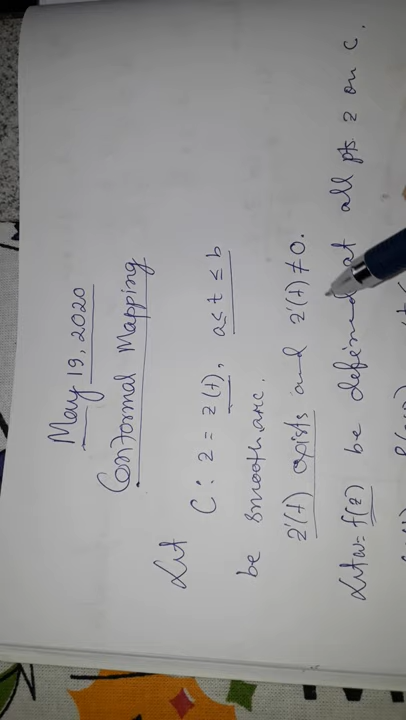 May 19, 2020
Conformal Mapping
Let
C : z = z(t), a ≤ t ≤ b
be smooth arc.
z'(t) exists and z'(t) ≠ 0.
Let w = f(z) be defined at all pts. z on C.